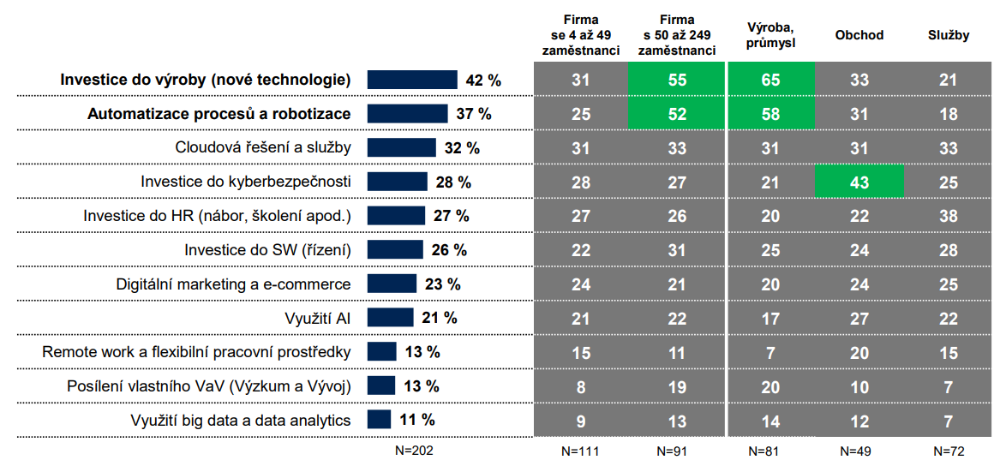 Firma
se 4 až 49
zaměstnanci
Firma
s 50 až 249
zaměstnanci
Výroba,
průmysl
Obchod
Služby
Investice do výroby (nové technologie) 42 % 31 55 65 33 21
Automatizace procesů a robotizace 37 % 25 52 58 31 18
Cloudová řešení a služby 32 % 31 33 31 31 33
Investice do kyberbezpečnosti 28 % 28 27 21 43 25
Investice do HR (nábor, školení apod.) 27 % 27 26 20 22 38
Investice do SW (řízení) 26 % 22 31 25 24 28
Digitální marketing a e-commerce 23 % 24 21 20 24 25
Využití AI 21 % 21 22 17 27 22
Remote work a flexibilní pracovní prostředky 13 % 15 11 7 20 15
Posílení vlastního VaV (Výzkum a Vývoj) 13 % 8 19 20 10 7
Využití big data a data analytics 11 % 9 13 14 12 7
N=202 N=111 N=91 N=81 N=49 N=72